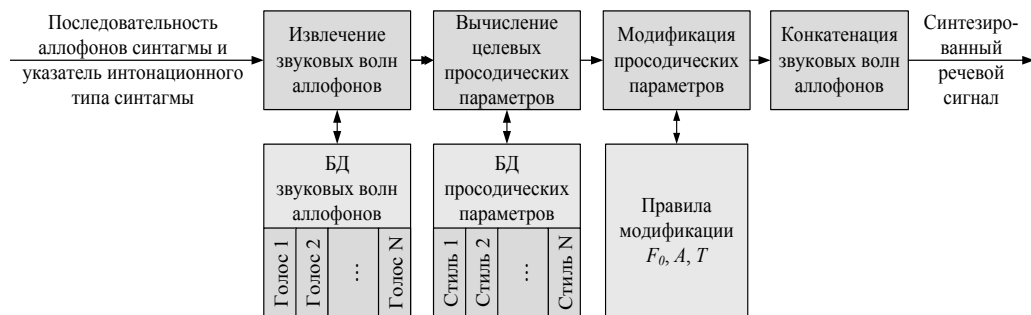 Последовательность
аллофонов синтагмы и
указатель интонационного
типа синтагмы
Извлечение
звуковых волн
аллофонов
Вычисление
целевых
просодических
параметров
Модификация
просодических
параметров
Конкатенация
звуковых волн
аллофонов
Синтезиро-
ванный
речевой
сигнал
БД
звуковых волн
аллофонов
Голос 1
Голос 2
...
Голос N
БД
просодических
параметров
Стиль 1
Стиль 2
...
Стиль N
Правила
модификации
F0, A, T